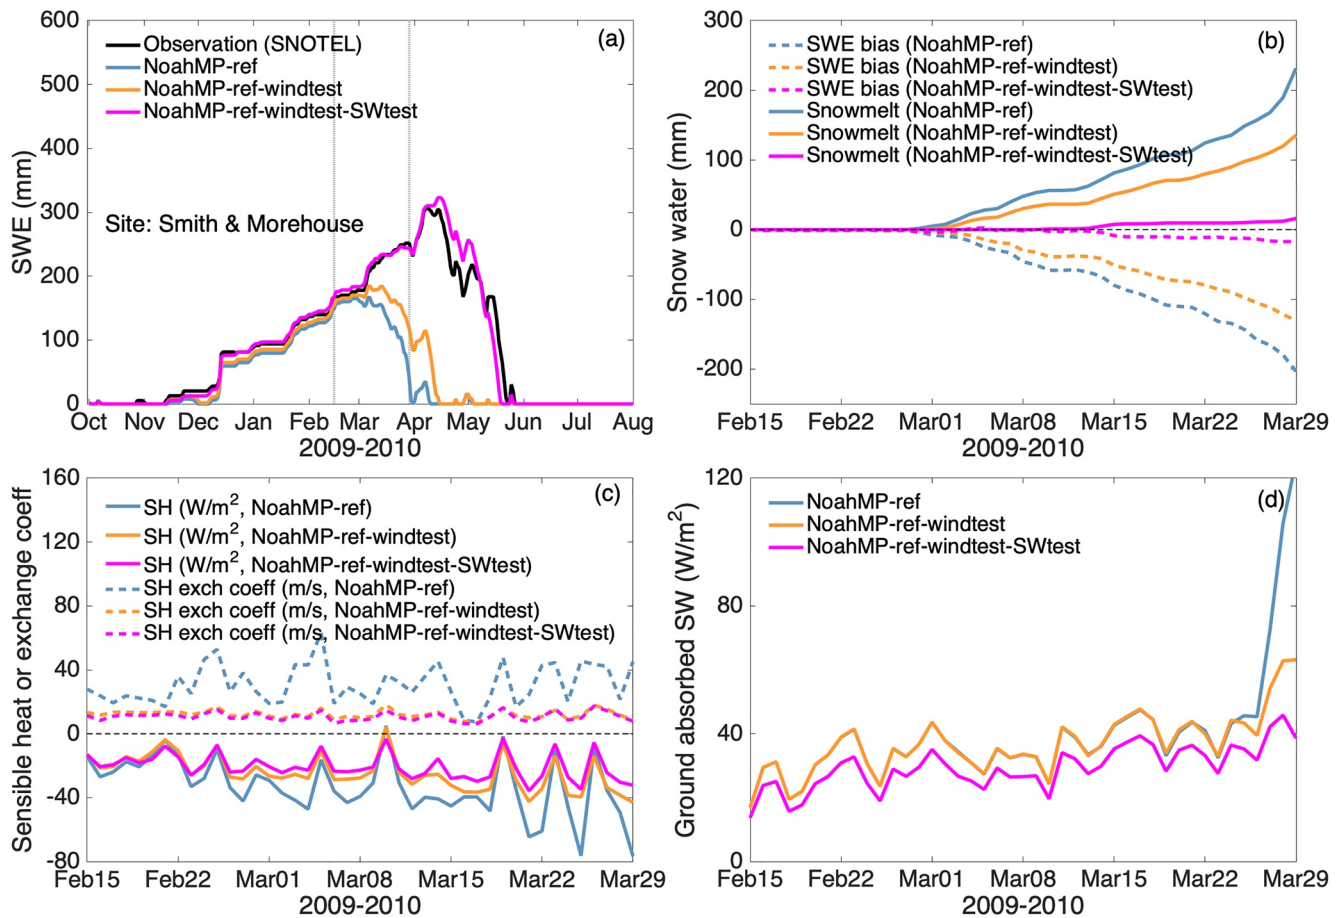 600
500
400
300
200
100
0
SWE (mm)
(a)
Observation (SNOTEL)
NoahMP-ref
NoahMP-ref-windtest
NoahMP-ref-windtest-SWtest
Site: Smith & Morehouse
Oct Nov Dec Jan Feb Mar Apr May Jun Jul Aug
2009-2010
300
200
100
0
-100
-200
Snow water (mm)
(b)
SWE bias (NoahMP-ref)
SWE bias (NoahMP-ref-windtest)
SWE bias (NoahMP-ref-windtest-SWtest)
Snowmelt (NoahMP-ref)
Snowmelt (NoahMP-ref-windtest)
Snowmelt (NoahMP-ref-windtest-SWtest)
Feb15 Feb22 Mar01 Mar08 Mar15 Mar22 Mar29
2009-2010
160
120
80
40
0
-40
-80
Sensible heat or exchange coeff
(c)
SH (W/m², NoahMP-ref)
SH (W/m², NoahMP-ref-windtest)
SH (W/m², NoahMP-ref-windtest-SWtest)
SH exch coeff (m/s, NoahMP-ref)
SH exch coeff (m/s, NoahMP-ref-windtest)
SH exch coeff (m/s, NoahMP-ref-windtest-SWtest)
Feb15 Feb22 Mar01 Mar08 Mar15 Mar22 Mar29
2009-2010
120
80
40
0
Ground absorbed SW (W/m²)
(d)
NoahMP-ref
NoahMP-ref-windtest
NoahMP-ref-windtest-SWtest
Feb15 Feb22 Mar01 Mar08 Mar15 Mar22 Mar29
2009-2010